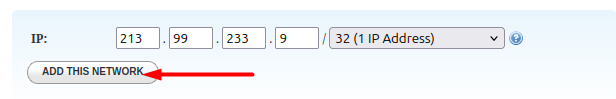 IP: 213 . 99 . 233 . 9 / 32 (1 IP Address) ?
ADD THIS NETWORK